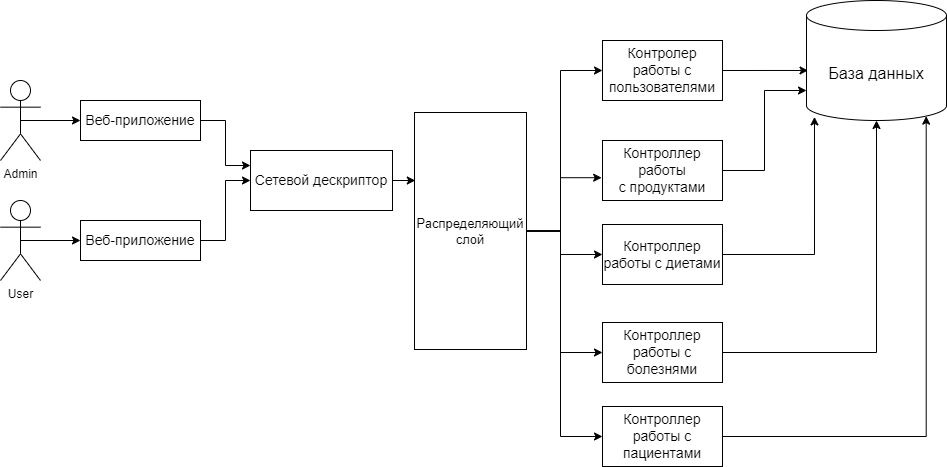 Admin
Веб-приложение
User
Веб-приложение
Сетевой дескриптор
Распределяющий
слой
Контролер
работы с
пользователями
Контроллер
работы
с продуктами
Контроллер
работы с диетами
Контроллер
работы с
болезнями
Контроллер
работы с
пациентами
База данных